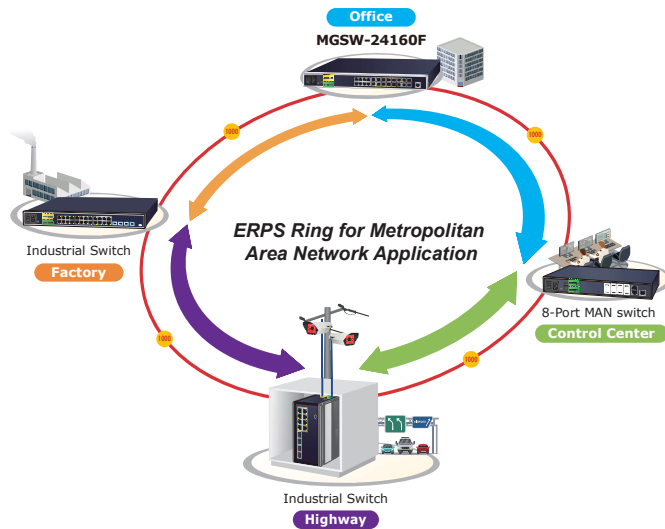 Office
MGSW-24160F
1000
1000
ERPS Ring for Metropolitan
Area Network Application
Industrial Switch
Factory
8-Port MAN switch
Control Center
1000
1000
Industrial Switch
Highway